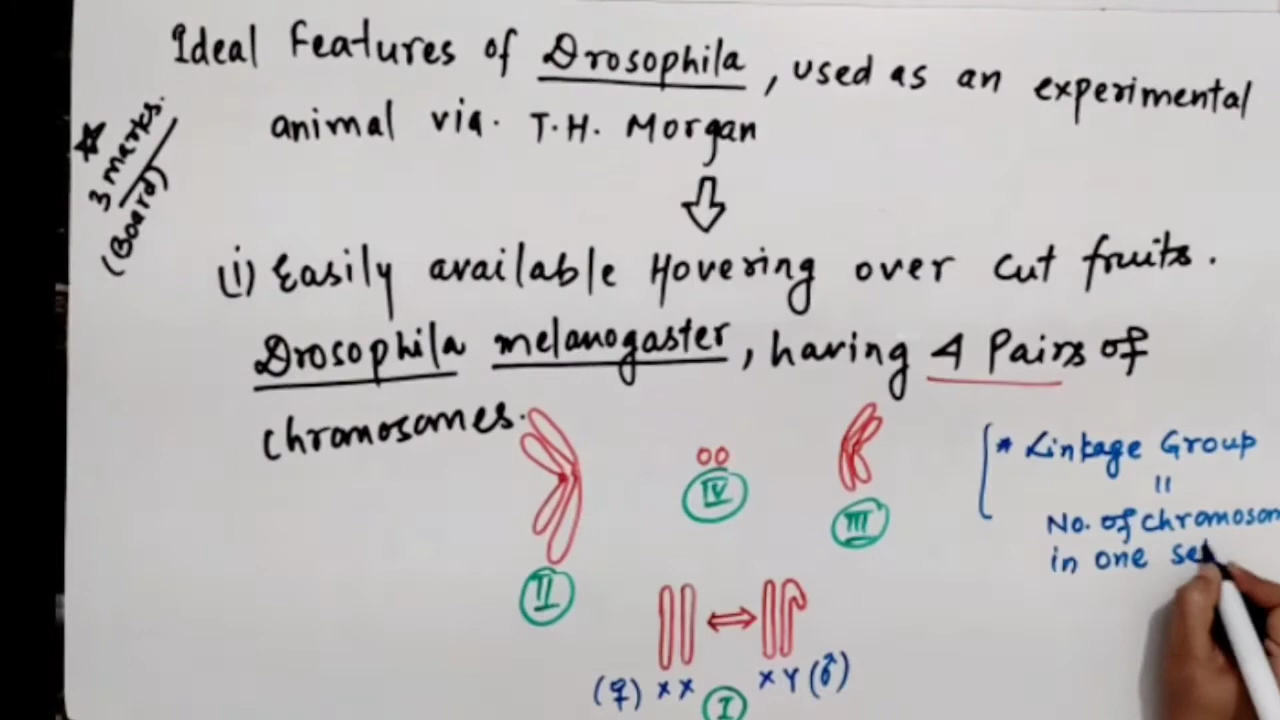 Ideal Features of Drosophila, used as an experimental
animal via. T.H. Morgan
3 marks.
(Board)
(i) Easily available Hovering over cut fruits.
Drosophila melanogaster, having 4 Pairs of
chromosomes.
* Linkage Group
=
No. of chromosom
in one se
II
IV
III
(♀) XX
XY (♂)
I